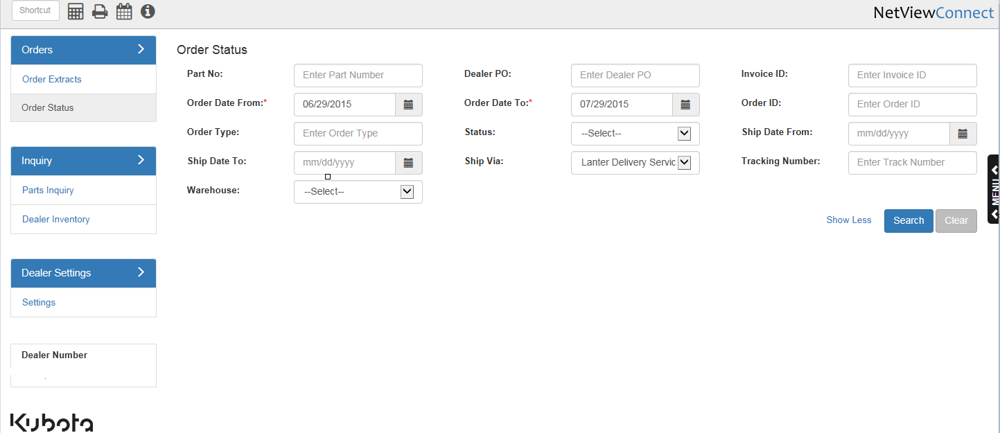 Shortcut
NetViewConnect
Orders
Order Extracts
Order Status
Inquiry
Parts Inquiry
Dealer Inventory
Dealer Settings
Settings
Dealer Number
Kubota
Order Status
Part No: Enter Part Number Dealer PO: Enter Dealer PO Invoice ID: Enter Invoice ID
Order Date From:* 06/29/2015 Order Date To:* 07/29/2015 Order ID: Enter Order ID
Order Type: Enter Order Type Status: --Select-- Ship Date From: mm/dd/yyyy
Ship Date To: mm/dd/yyyy Ship Via: Lanter Delivery Servic Tracking Number: Enter Track Number
Warehouse: --Select--
Show Less Search Clear
MENU